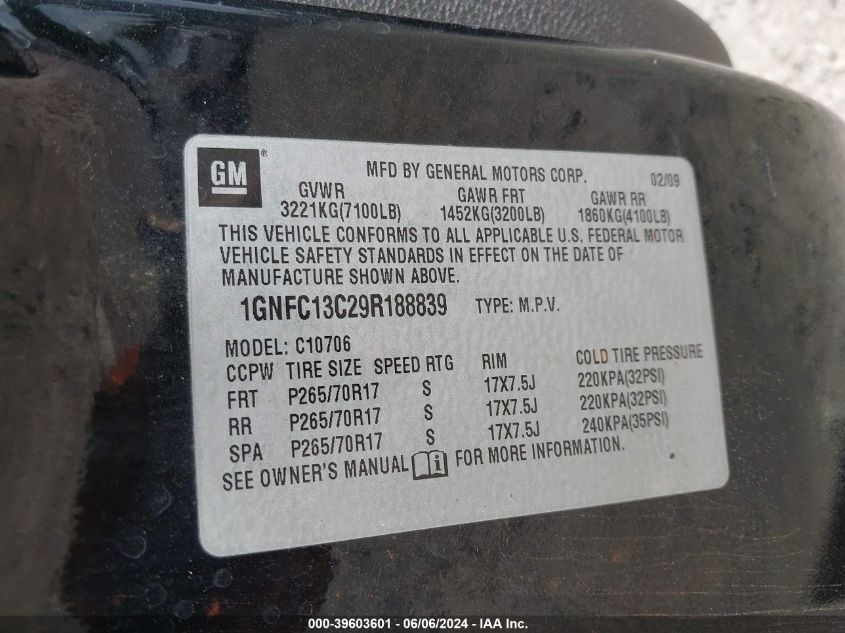 GM ® MFD BY GENERAL MOTORS CORP. 02/09
GVWR GAWR FRT GAWR RR
3221KG(7100LB) 1452KG(3200LB) 1860KG(4100LB)
THIS VEHICLE CONFORMS TO ALL APPLICABLE U.S. FEDERAL MOTOR
VEHICLE SAFETY STANDARDS IN EFFECT ON THE DATE OF
MANUFACTURE SHOWN ABOVE.
1GNFC13C29R188839 TYPE: M.P.V.
MODEL: C10706
CCPW TIRE SIZE SPEED RTG RIM COLD TIRE PRESSURE
FRT P265/70R17 S 17X7.5J 220KPA(32PSI)
RR P265/70R17 S 17X7.5J 220KPA(32PSI)
SPA P265/70R17 S 17X7.5J 240KPA(35PSI)
SEE OWNER'S MANUAL i FOR MORE INFORMATION.
000-39603601 - 06/06/2024 - IAA Inc.